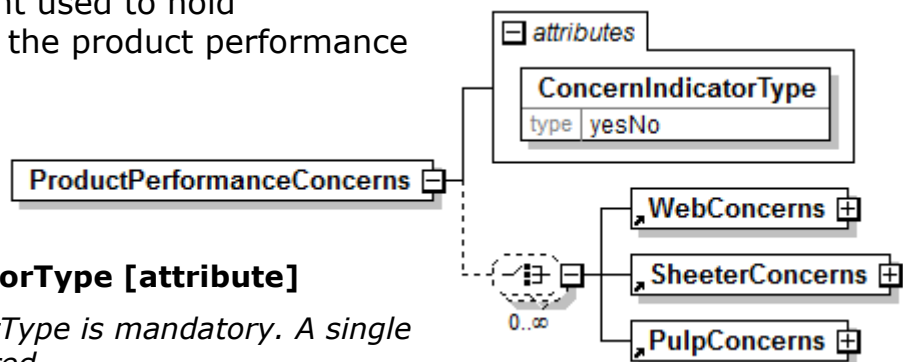 nt used to hold
the product performance
attributes
ConcernIndicatorType
type yesNo
ProductPerformanceConcerns
WebConcerns
orType [attribute]
SheeterConcerns
0..∞
Type is mandatory. A single
PulpConcerns